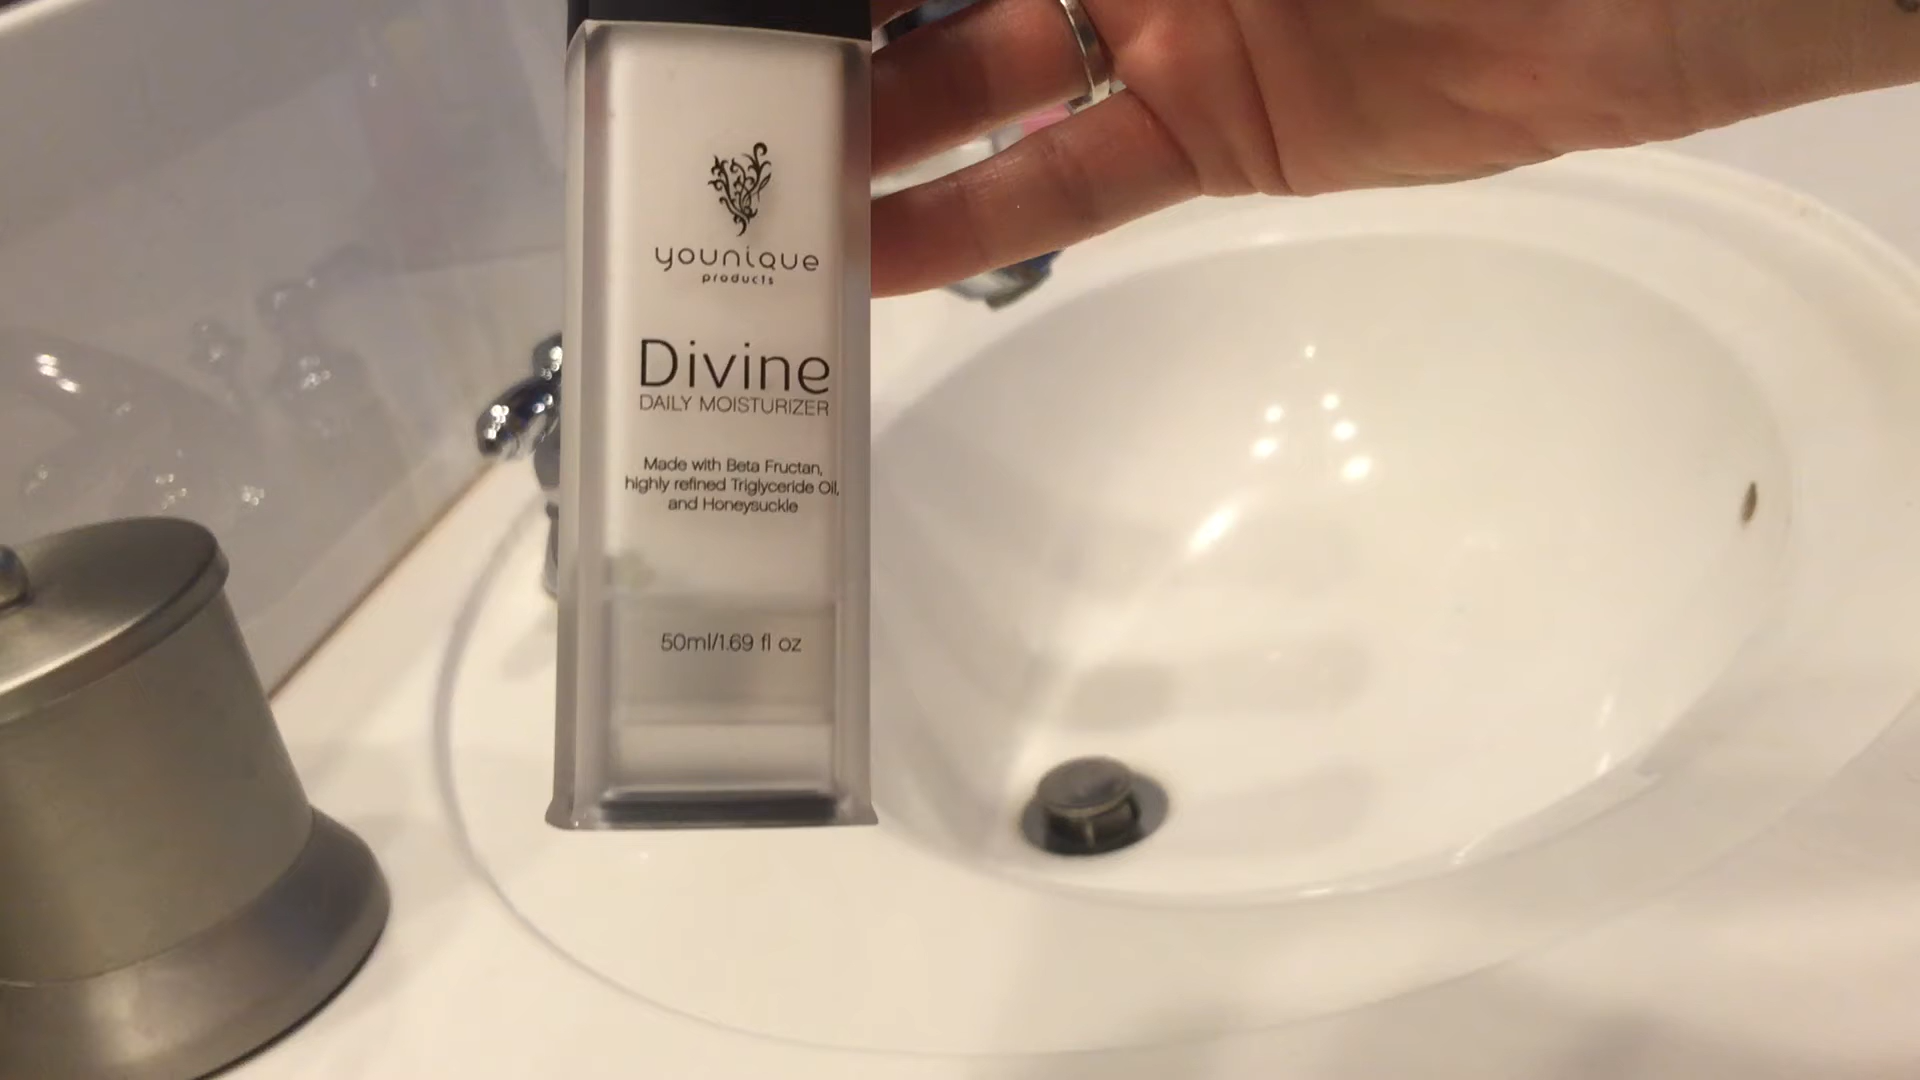 younique
products
Divine
DAILY MOISTURIZER
Made with Beta Fructan,
highly refined Triglyceride Oil,
and Honeysuckle
50ml/1.69 fl oz